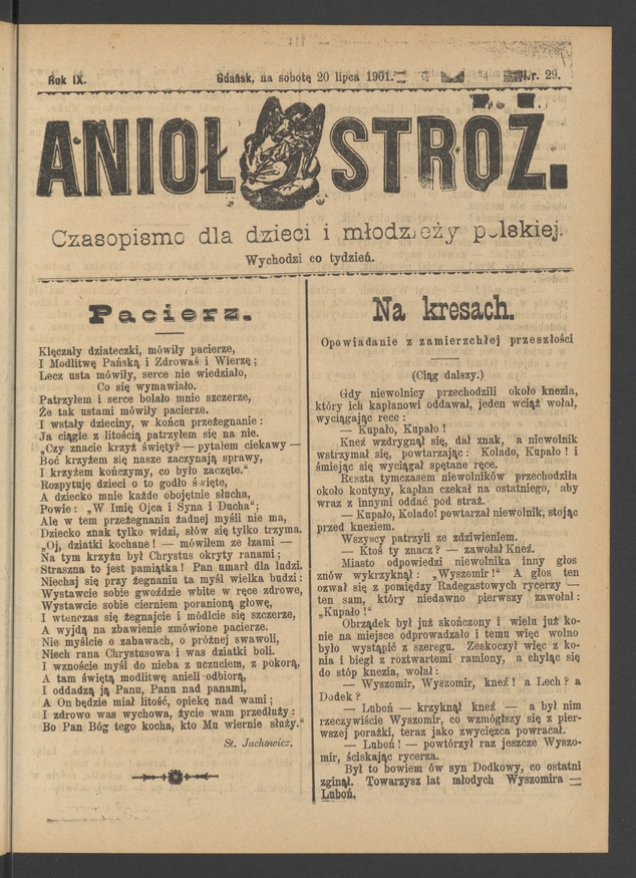 Rok IX.
Gdańsk, na sobotę 20 lipca 1901.
Nr. 29.
ANIOŁ STRÓŻ.
Czasopismo dla dzieci i młodzieży polskiej.
Wychodzi co tydzień.
Pacierz.
Klęczały dziateczki, mówiły pacierze,
I Modlitwę Pańską i Zdrowaś i Wierzę;
Lecz usta mówiły, serce nie wiedziało,
Co się wymawiało.
Patrzyłem i serce bolało mnie szczerze,
Że tak ustami mówiły pacierze.
I wstały dzieciny, w końcu przeżegnanie:
Ja ciągle z litością patrzyłem się na nie.
„Czy znacie krzyż święty? — pytałem ciekawy —
Boć krzyżem się nasze zaczynają sprawy,
I krzyżem kończymy, co było zaczęte."
Rozpytuję dzieci o to godło święte,
A dziecko mnie każde obojętnie słucha,
Powie: „W Imię Ojca i Syna i Ducha";
Ale w tem przeżegnaniu żadnej myśli nie ma,
Dziecko znak tylko widzi, słów się tylko trzyma.
„Oj, dziatki kochane! — mówiłem ze łzami —
Na tym krzyżu był Chrystus okryty ranami;
Straszna to jest pamiątka! Pan umarł dla ludzi.
Niechaj się przy żegnaniu ta myśl wielka budzi:
Wystawcie sobie gwoździe wbite w ręce zdrowe,
Wystawcie sobie cierniem poranioną głowę,
I wtenczas się żegnajcie i módlcie się szczerze,
A wyjdą na zbawienie zmówione pacierze.
Nie myślcie o zabawach, o próżnej swawoli,
Niech rana Chrystusowa i was dziatki boli.
I wznoście myśl do nieba z uczuciem, z pokorą,
A tam świętą modlitwę anieli odbiorą,
I oddadzą ją Panu, Panu nad panami,
A On będzie miał litość, opiekę nad wami;
I zdrowo was wychowa, życie wam przedłuży:
Bo Pan Bóg tego kocha, kto Mu wiernie służy."
St. Jachowicz.
Na kresach.
Opowiadanie z zamierzchłej przeszłości
(Ciąg dalszy.)
Gdy niewolnicy przechodzili około knezia,
który ich kapłanowi oddawał, jeden wciąż wołał,
wyciągając ręce:
— Kupało, Kupało!
Kneź wzdrygnął się, dał znak, a niewolnik
wstrzymał się, powtarzając: Kolado, Kupało! i
śmiejąc się wyciągał spętane ręce.
Reszta tymczasem niewolników przechodziła
około kontyny, kapłan czekał na ostatniego, aby
wraz z innymi oddać pod straż.
— Kupało, Kolado! powtarzał niewolnik, stojąc
przed kneziem.
Wszyscy patrzyli ze zdziwieniem.
— Ktoś ty znacz? — zawołał Kneź.
Miasto odpowiedzi niewolnika inny głos
znów wykrzyknął: „Wyszomir!" A głos ten
ozwał się z pomiędzy Radegastowych rycerzy —
ten sam, który niedawno pierwszy zawołał:
„Kupało!"
Obrządek był już skończony i wielu już ko-
nie na miejsce odprowadzało i temu więc wolno
było wystąpić z szeregu. Zeskoczył więc z ko-
nia i biegł z roztwartemi ramiony, a chyląc się
do stóp knezia, wołał:
— Wyszomir, Wyszomir, kneź! a Lech? a
Dodek?
— Luboń — krzyknął kneź — a był nim
rzeczywiście Wyszomir, co wzmógłszy się z pier-
wszej porażki, teraz jako zwycięzca powracał.
— Luboń! — powtórzył raz jeszcze Wyszo-
mir, ściskając rycerza.
Był to bowiem ów syn Dodkowy, co ostatni
zginął. Towarzysz lat młodych Wyszomira —
Luboń.